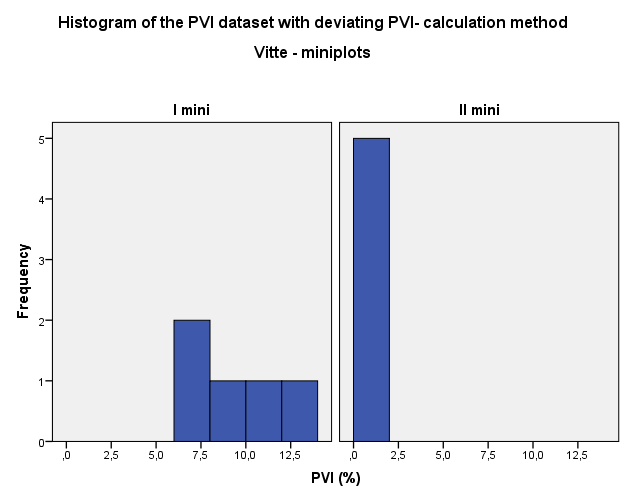 Histogram of the PVI dataset with deviating PVI- calculation method
Vitte - miniplots
I mini
II mini
Frequency
5
4
3
2
1
0
,0 2,5 5,0 7,5 10,0 12,5
,0 2,5 5,0 7,5 10,0 12,5
PVI (%)